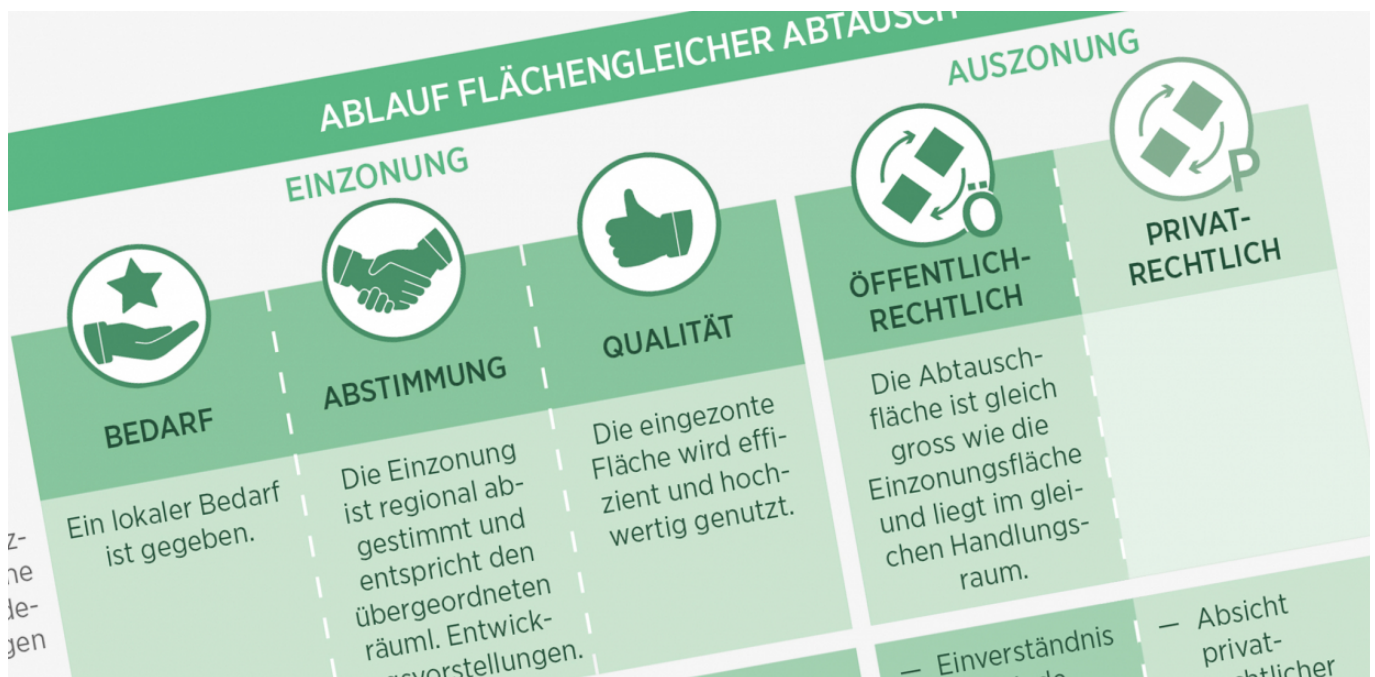 ABLAUF FLÄCHENGLEICHER ABTAUSCH
EINZONUNG
BEDARF
Ein lokaler Bedarf
ist gegeben.
ABSTIMMUNG
Die Einzonung
ist regional ab-
gestimmt und
entspricht den
übergeordneten
räuml. Entwick-
gsvorstellungen.
QUALITÄT
Die eingezonte
Fläche wird effi-
zient und hoch-
wertig genutzt.
AUSZONUNG
Ö
ÖFFENTLICH-
RECHTLICH
Die Abtausch-
fläche ist gleich
gross wie die
Einzonungsfläche
und liegt im glei-
chen Handlungs-
raum.
– Einverständnis
P
PRIVAT-
RECHTLICH
– Absicht
privat-
chtlicher